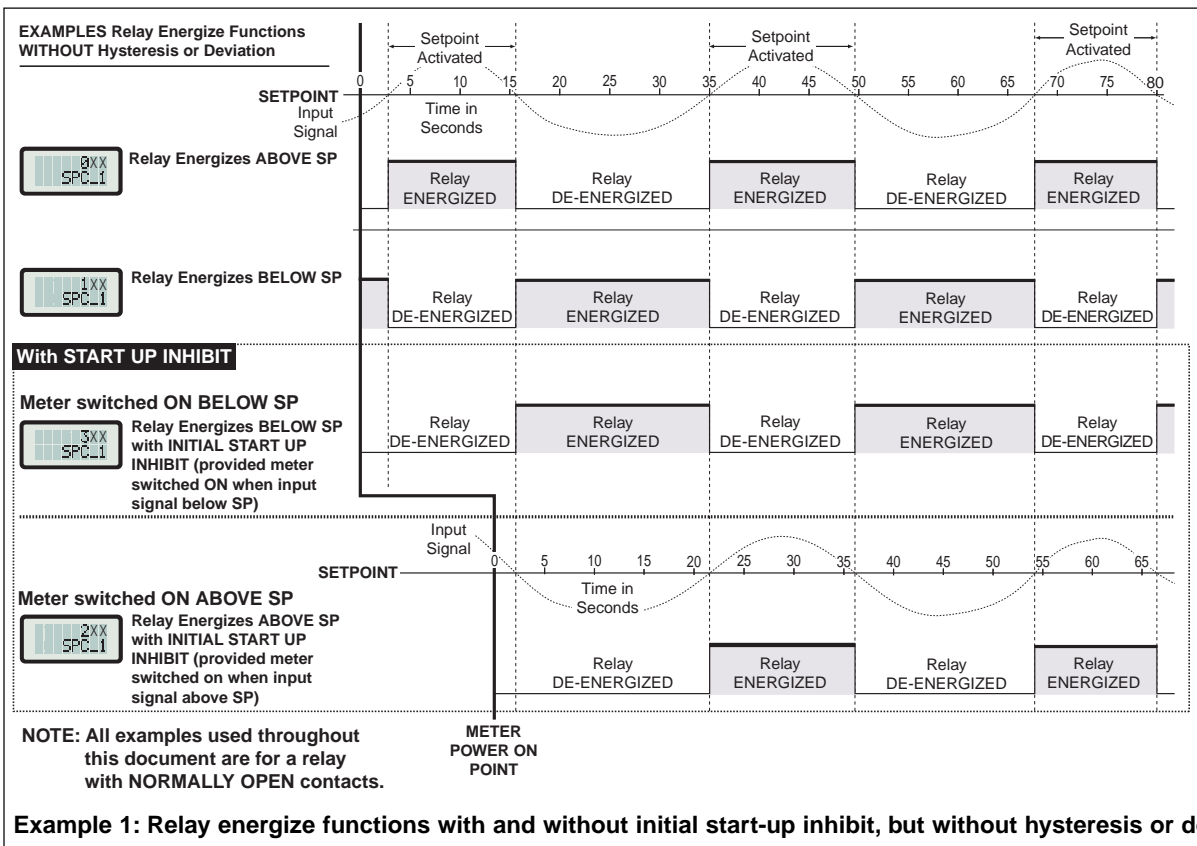 EXAMPLES Relay Energize Functions
WITHOUT Hysteresis or Deviation
Setpoint
Activated
Setpoint
Activated
Setpoint
Activated
0 5 10 15 20 25 30 35 40 45 50 55 60 65 70 75 80
SETPOINT
Input
Signal
Time in
Seconds
0XX
SPC_1
Relay Energizes ABOVE SP
Relay
ENERGIZED
Relay
DE-ENERGIZED
Relay
ENERGIZED
Relay
DE-ENERGIZED
Relay
ENERGIZED
1XX
SPC_1
Relay Energizes BELOW SP
Relay
DE-ENERGIZED
Relay
ENERGIZED
Relay
DE-ENERGIZED
Relay
ENERGIZED
Relay
DE-ENERGIZED
With START UP INHIBIT
Meter switched ON BELOW SP
3XX
SPC_1
Relay Energizes BELOW SP
with INITIAL START UP
INHIBIT (provided meter
switched ON when input
signal below SP)
Relay
DE-ENERGIZED
Relay
ENERGIZED
Relay
DE-ENERGIZED
Relay
ENERGIZED
Relay
DE-ENERGIZED
Input
Signal
0 5 10 15 20 25 30 35 40 45 50 55 60 65
SETPOINT
Time in
Seconds
Meter switched ON ABOVE SP
2XX
SPC_1
Relay Energizes ABOVE SP
with INITIAL START UP
INHIBIT (provided meter
switched on when input
signal above SP)
Relay
DE-ENERGIZED
Relay
ENERGIZED
Relay
DE-ENERGIZED
Relay
ENERGIZED
NOTE: All examples used throughout
this document are for a relay
with NORMALLY OPEN contacts.
METER
POWER ON
POINT
Example 1: Relay energize functions with and without initial start-up inhibit, but without hysteresis or